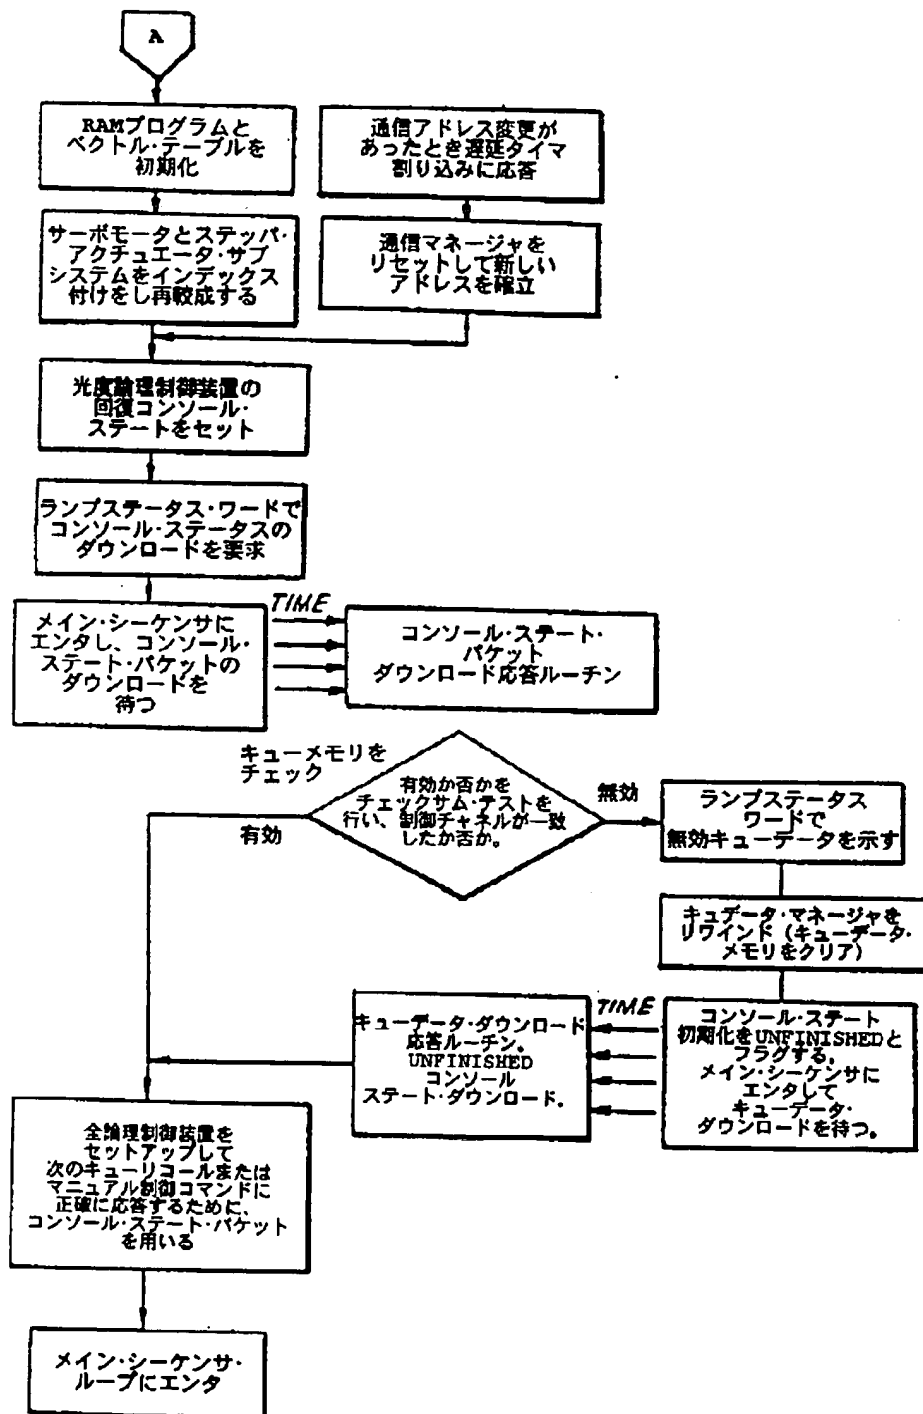 A
RAMプログラムと
ベクトル・テーブルを
初期化
通信アドレス変更が
あったとき遅延タイマ
割り込みに応答
サーボモータとステッパ・
アクチュエータ・サブ
システムをインデックス
付けをし再較成する
通信マネージャを
リセットして新しい
アドレスを確立
光度論理制御装置の
回復コンソール・
ステートをセット
ランプステータス・ワードで
コンソール・ステータスの
ダウンロードを要求
メイン・シーケンサに
エンタし、コンソール・
ステート・パケットの
ダウンロードを
待つ
TIME
コンソール・ステート・
パケット
ダウンロード応答ルーチン
キューメモリを
チェック
有効か否かを
チェックサム・テストを
行い、制御チャネルが一致
したか否か。
有効
無効
ランプステータス
ワードで
無効キューデータを示す
キュデータ・マネージャを
リワインド（キューデータ・
メモリをクリア）
コンソール・ステート
初期化をUNFINISHEDと
フラグする。
メイン・シーケンサに
エンタして
キューデータ・
ダウンロードを待つ。
TIME
キューデータ・ダウンロード
応答ルーチン。
UNFINISHED
コンソール
ステート・ダウンロード。
全論理制御装置を
セットアップして
次のキューリコールまたは
マニュアル制御コマンドに
正確に応答するために、
コンソール・ステート・パケット
を用いる
メイン・シーケンサ・
ループにエンタ